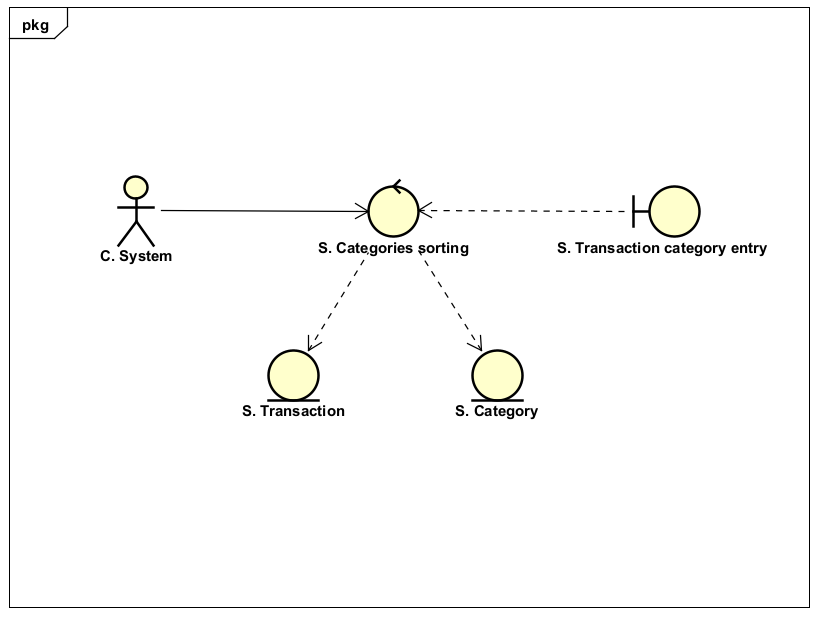 pkg
C. System
S. Categories sorting
S. Transaction category entry
S. Transaction
S. Category